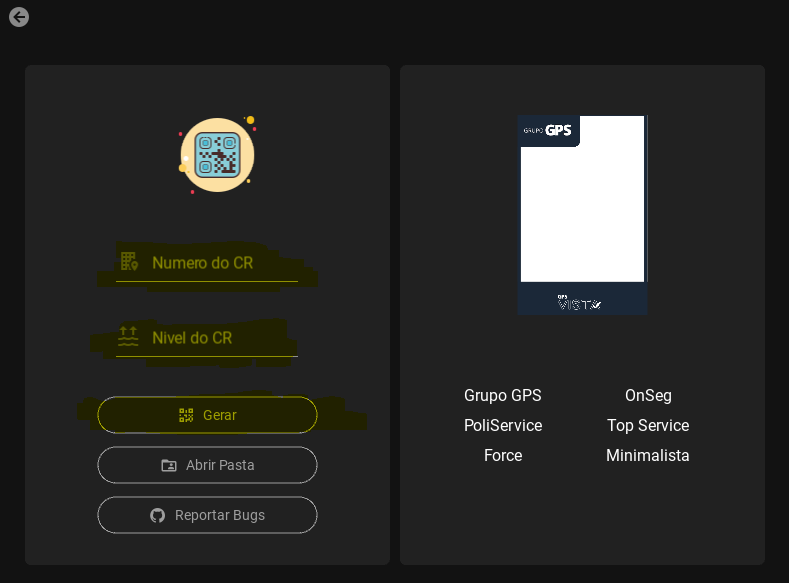 Numero do CR
Nivel do CR
Gerar
Abrir Pasta
Reportar Bugs
GRUPO GPS
GPS
VISTA
Grupo GPS
OnSeg
PoliService
Top Service
Force
Minimalista